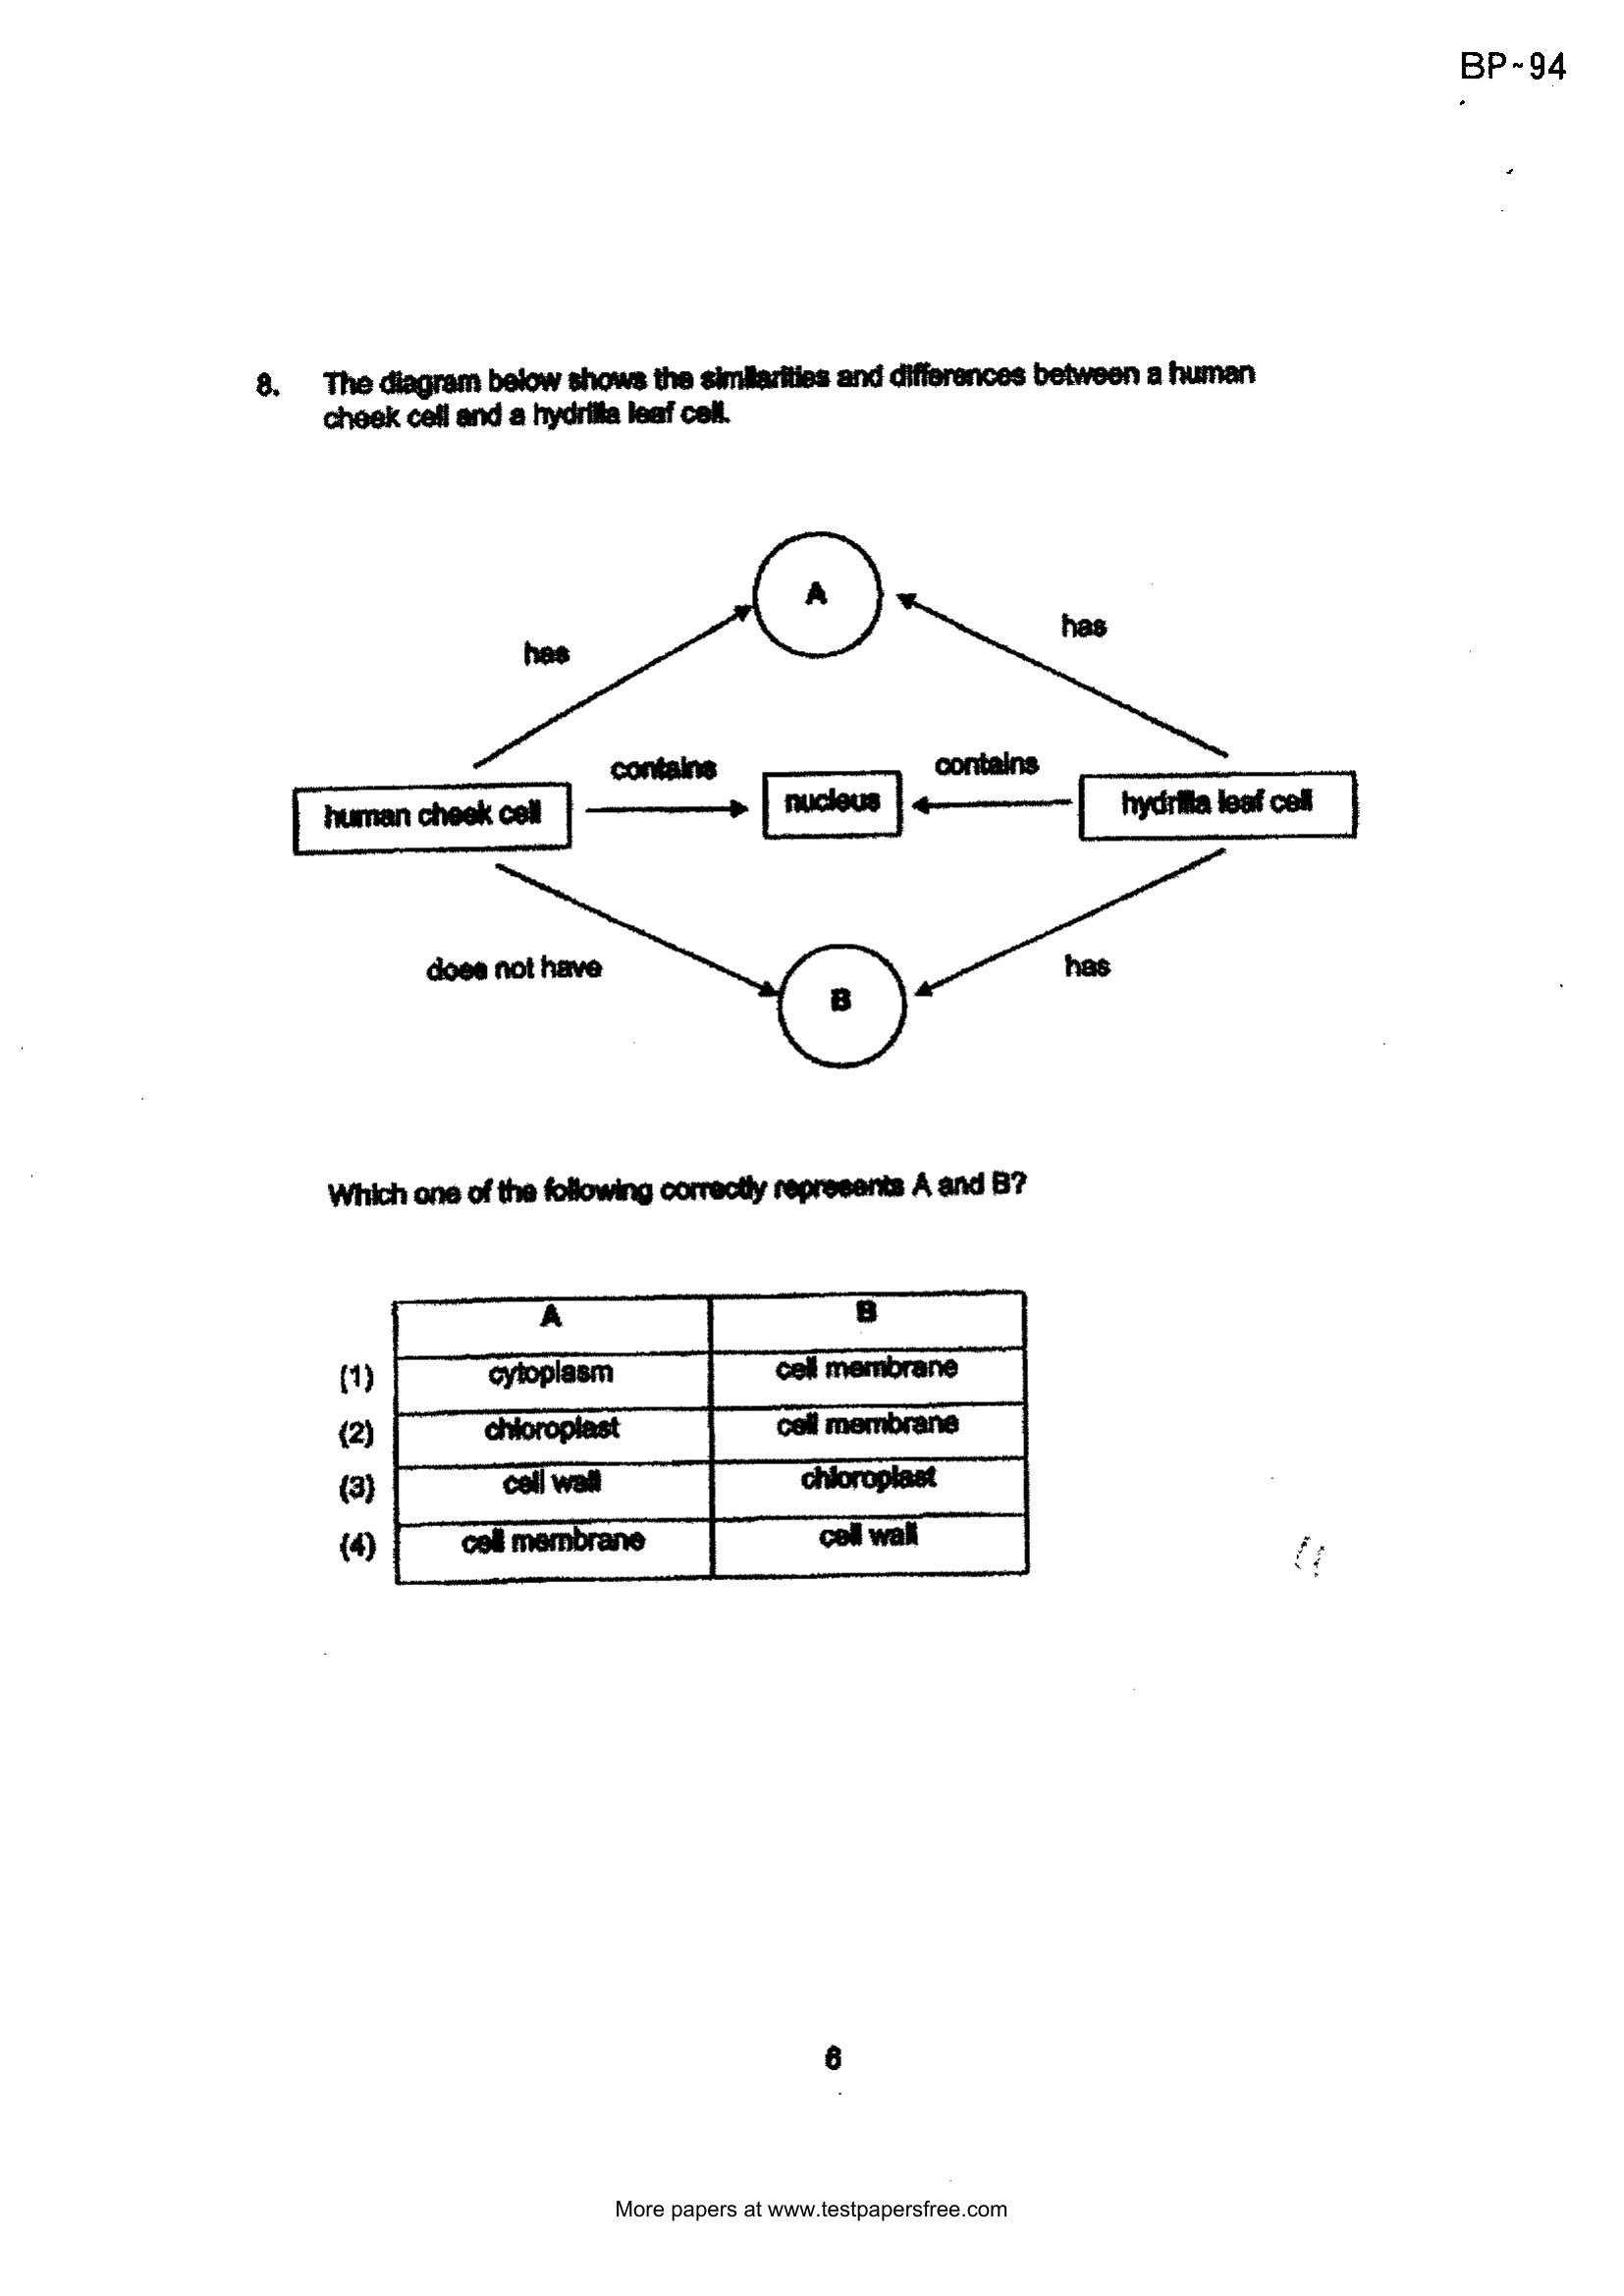 BP-94
8. The diagram below shows the similarities and differences between a human
cheek cell and a hydrilla leaf cell.
A
has
has
contains
contains
human cheek cell
nucleus
hydrilla leaf cell
does not have
has
B
Which one of the following correctly represents A and B?
A B
(1) cytoplasm cell membrane
(2) chloroplast cell membrane
(3) cell wall chloroplast
(4) cell membrane cell wall
6
More papers at www.testpapersfree.com